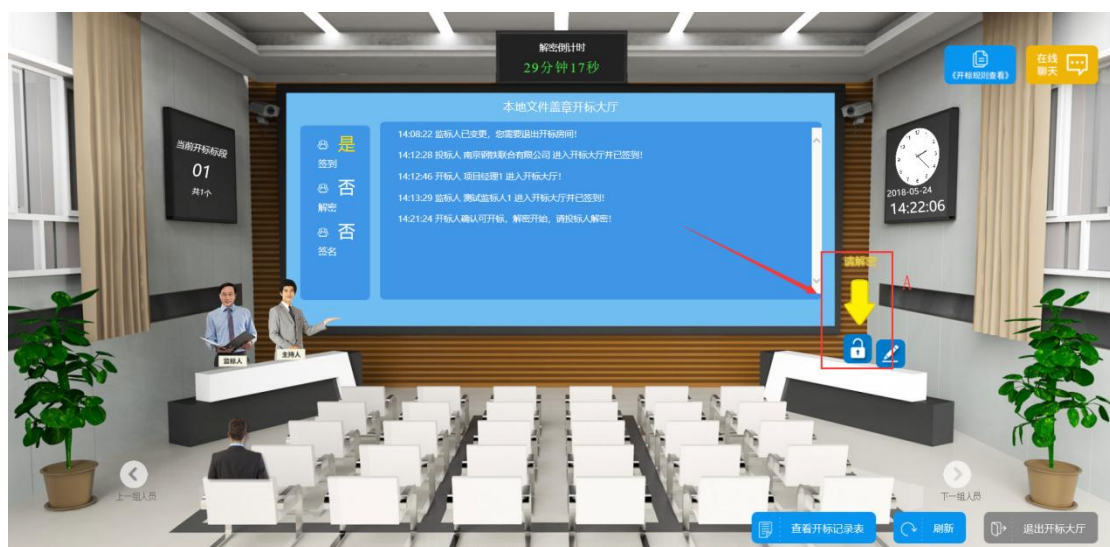 解密倒计时
29分钟17秒
《开标规则查看》
在线
聊天
本地文件盖章开标大厅
当前开标标段
01
共1个
是
签到
否
解密
否
签名
14:08:22 监标人已变更，您需要退出开标房间！
14:12:28 投标人 南京钢铁联合有限公司 进入开标大厅并已签到！
14:12:46 开标人 项目经理1 进入开标大厅！
14:13:29 监标人 测试监标人1 进入开标大厅并已签到！
14:21:24 开标人确认可开标，解密开始，请投标人解密！
2018-05-24
14:22:06
请解密
A
监标人
主持人
上一组人员
下一组人员
查看开标记录表
刷新
退出开标大厅